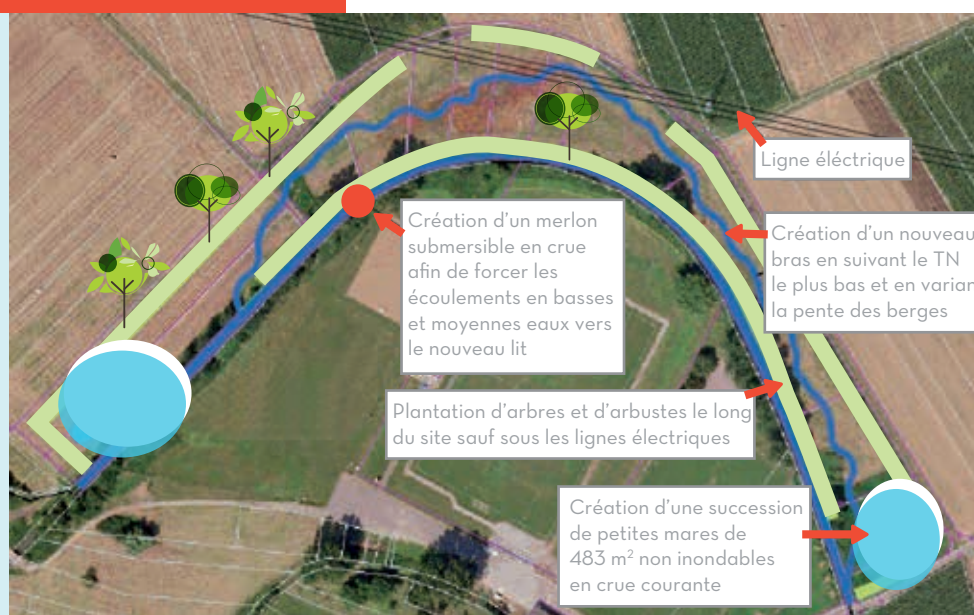 Ligne éléctrique
Création d'un merlon
submersible en crue
afin de forcer les
écoulements en basses
et moyennes eaux vers
le nouveau lit
Création d'un nouveau
bras en suivant le TN
le plus bas et en varian
la pente des berges
Plantation d'arbres et d'arbustes le long
du site sauf sous les lignes électriques
Création d'une succession
de petites mares de
483 m² non inondables
en crue courante